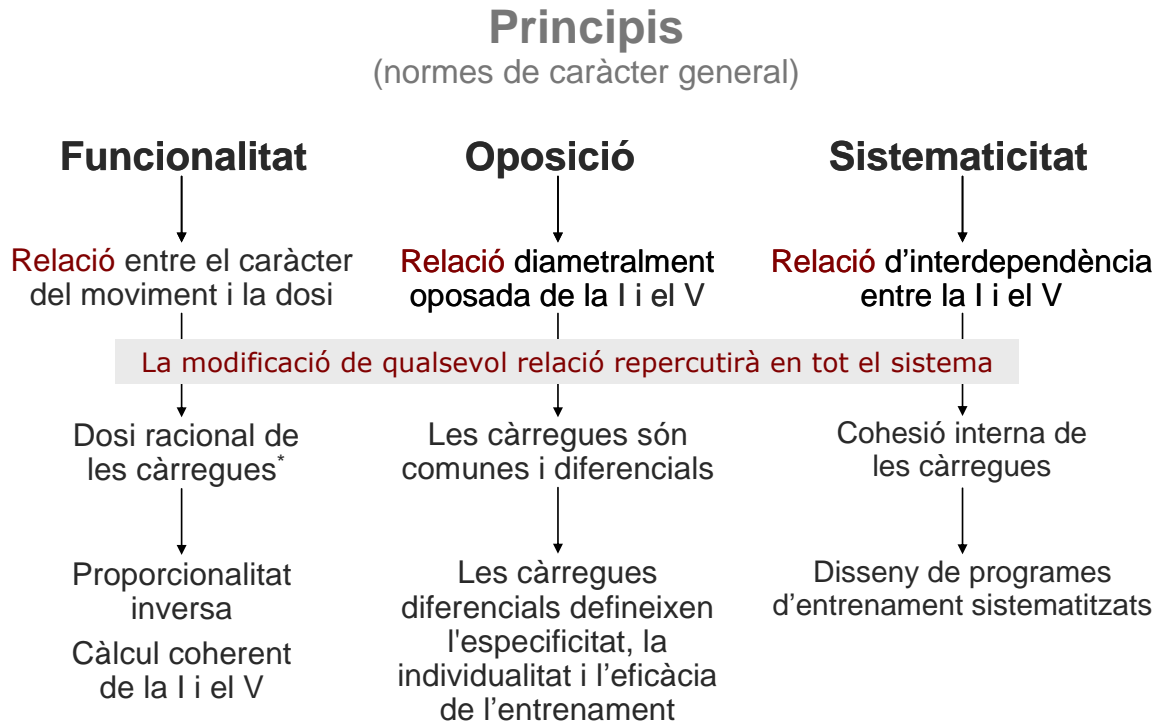 Principis
(normes de caràcter general)
Funcionalitat
Relació entre el caràcter
del moviment i la dosi
Oposició
Relació diametralment
oposada de la I i el V
Sistematicitat
Relació d’interdependència
entre la I i el V
La modificació de qualsevol relació repercutirà en tot el sistema
Dosi racional de
les càrregues*
Proporcionalitat
inversa
Càlcul coherent
de la I i el V
Les càrregues són
comunes i diferencials
Les càrregues
diferencials defineixen
l'especificitat, la
individualitat i l’eficàcia
de l’entrenament
Cohesió interna de
les càrregues
Disseny de programes
d’entrenament sistematitzats